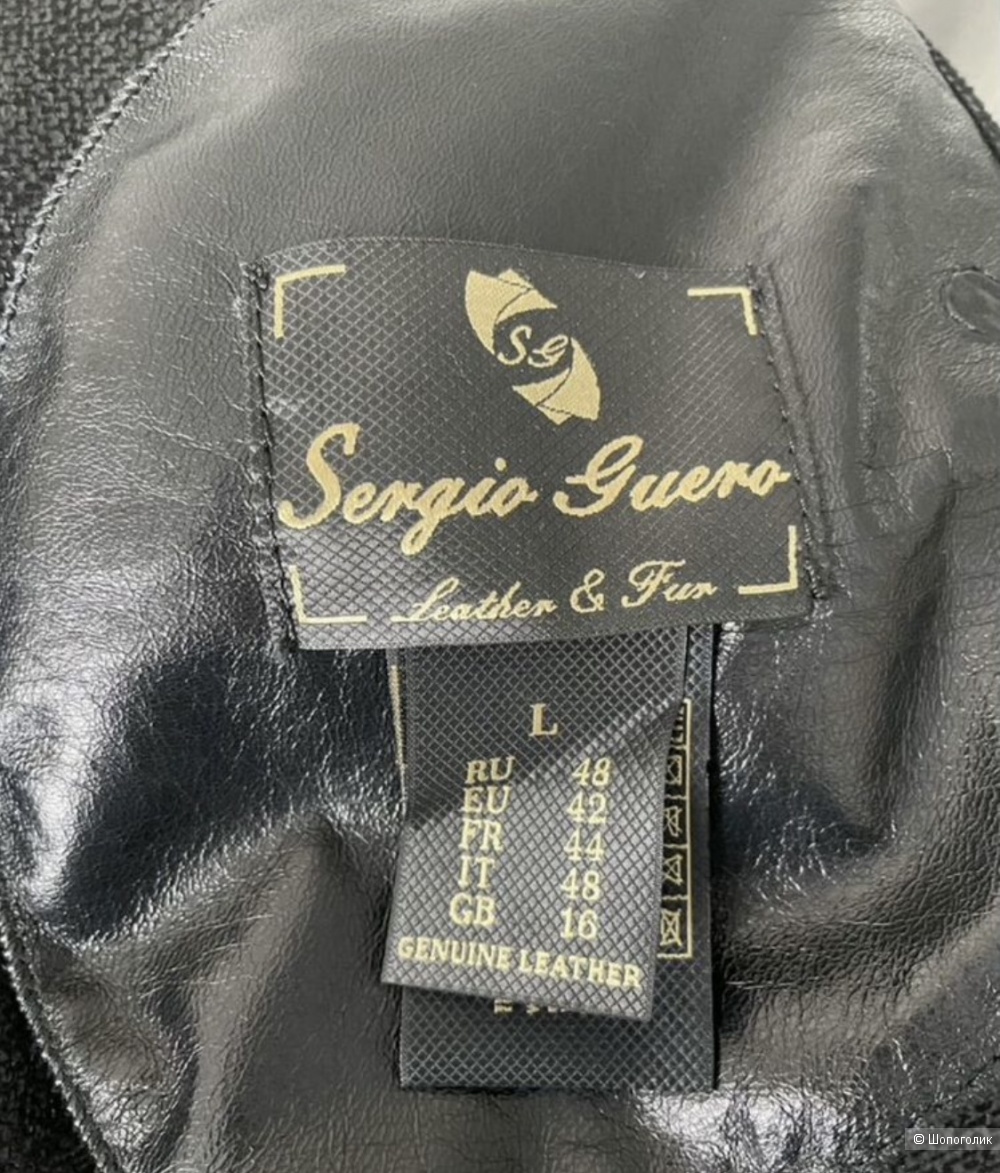 SG
Sergio Guero
Leather & Fur
L
RU 48
EU 42
FR 44
IT 48
GB 16
GENUINE LEATHER
© Шопоголик